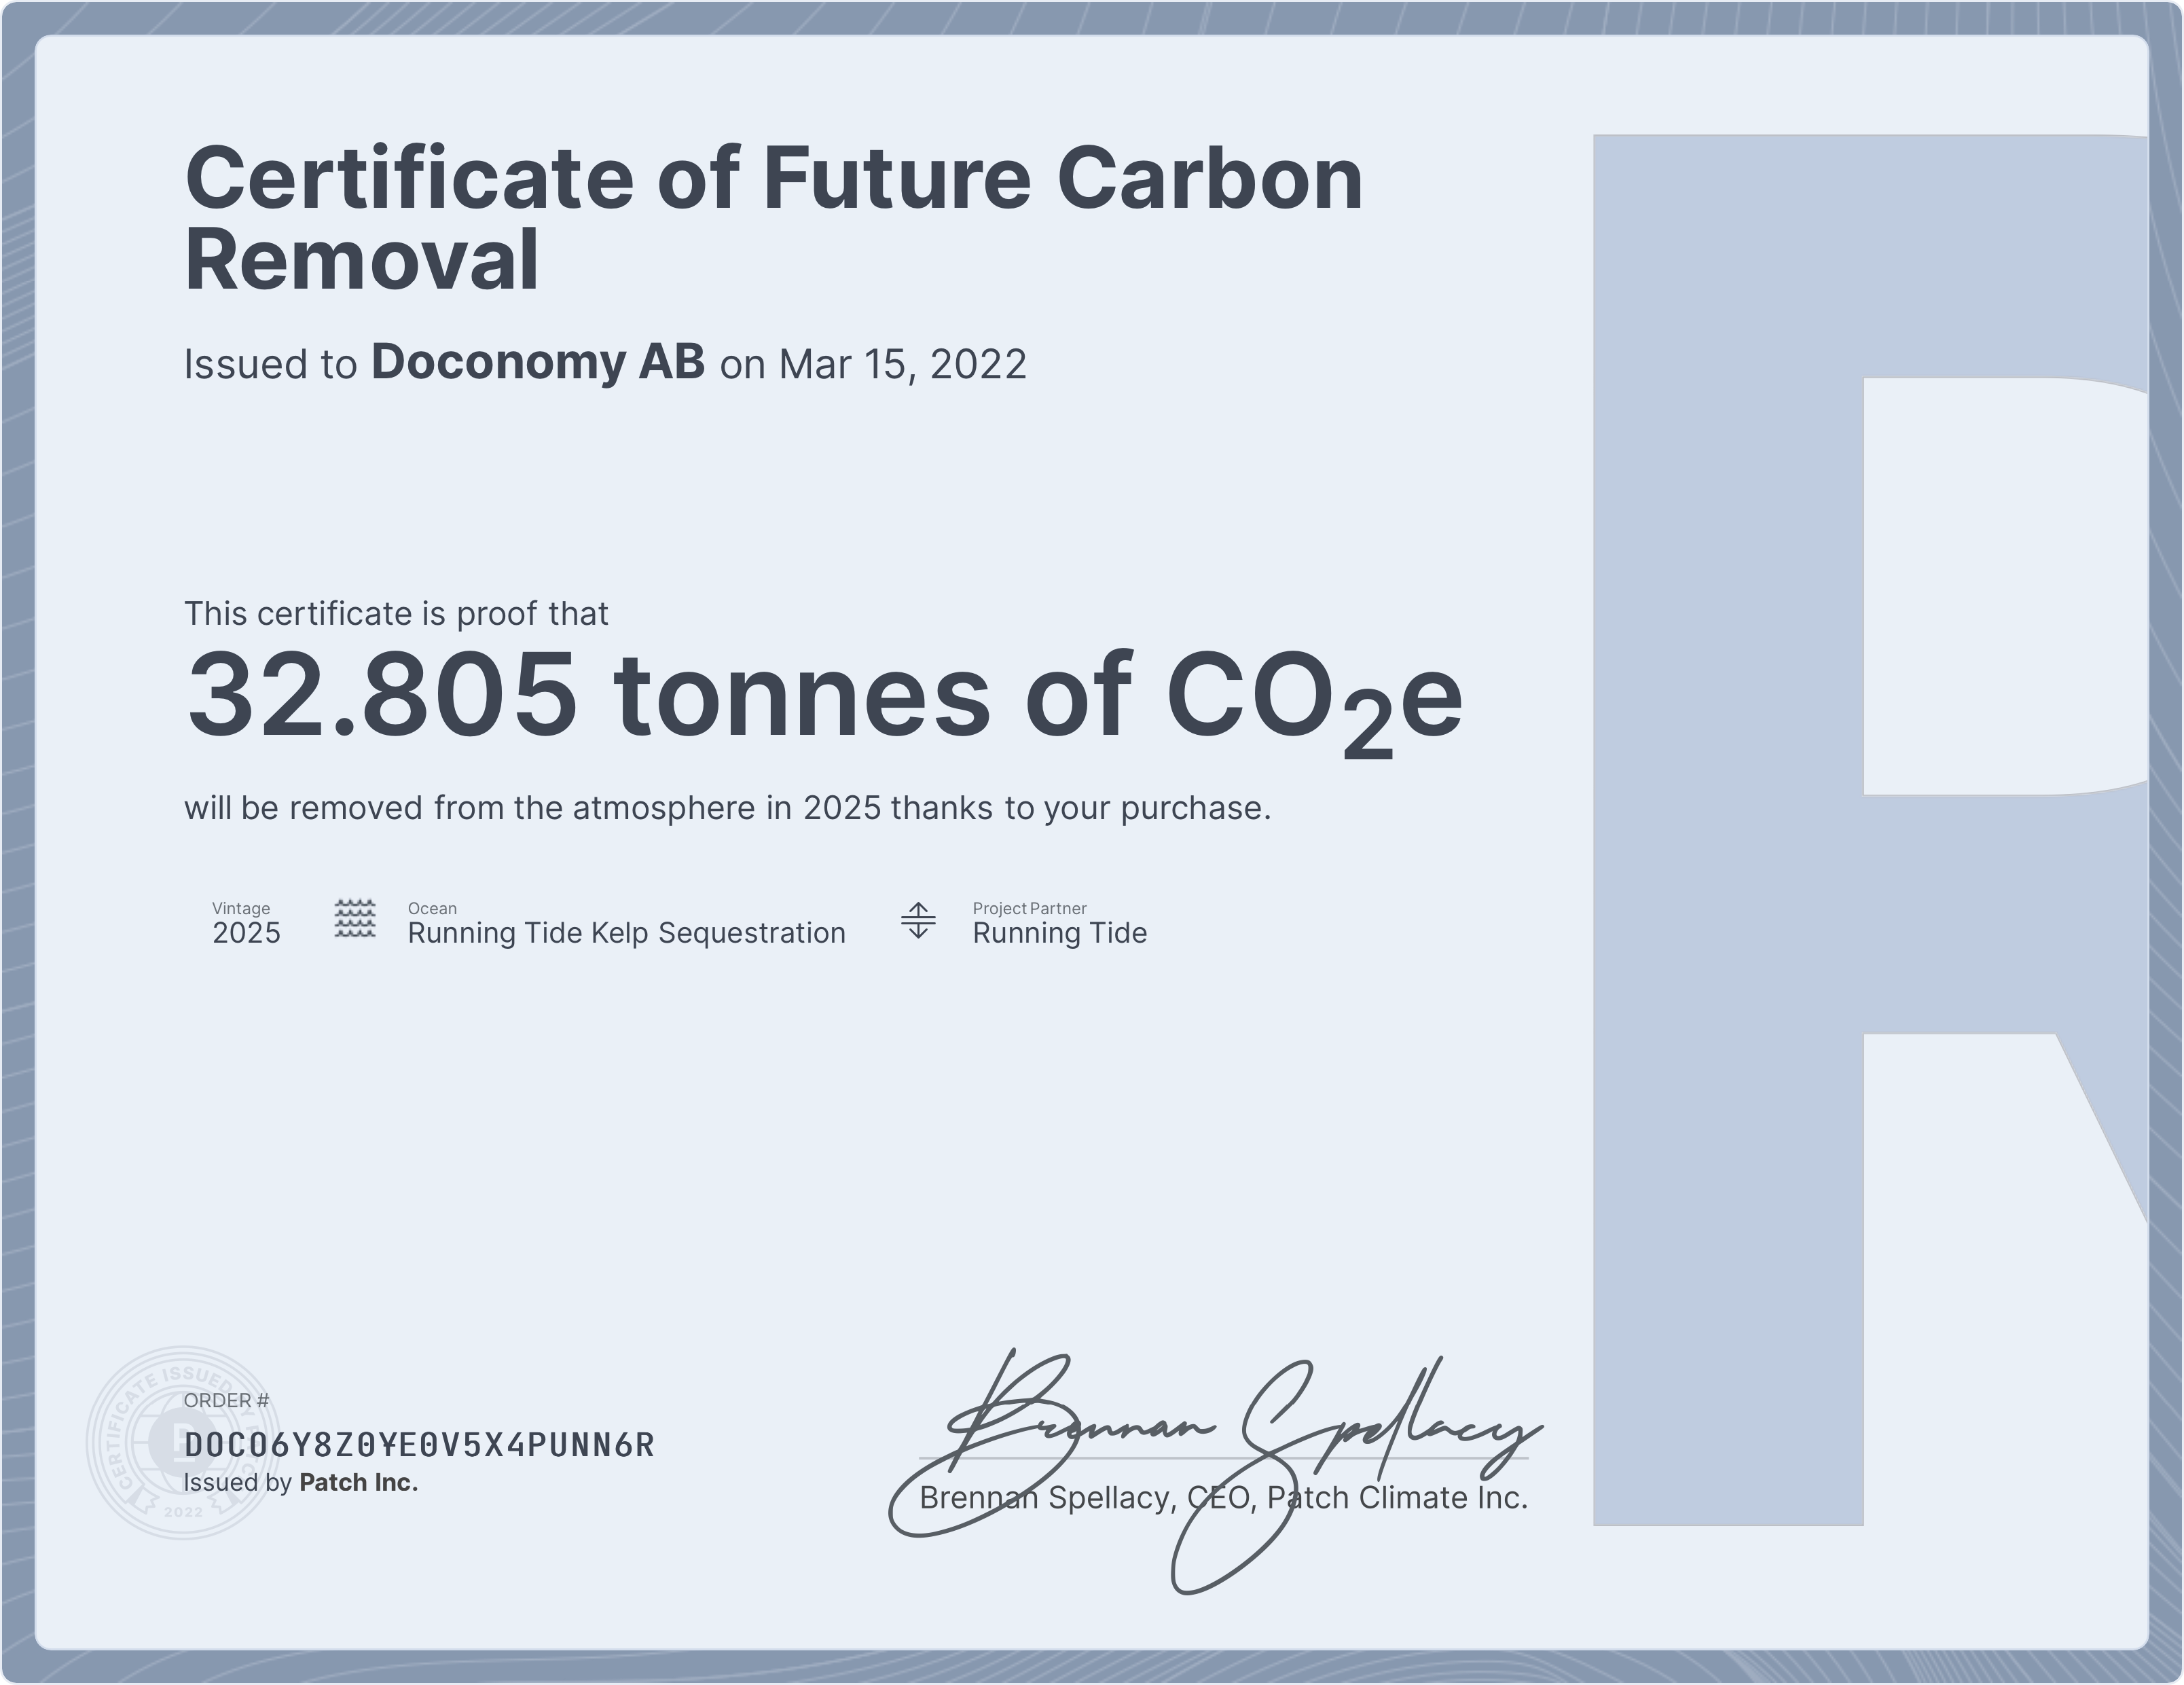 Certificate of Future Carbon
Removal
Issued to Doconomy AB on Mar 15, 2022
This certificate is proof that
32.805 tonnes of CO₂e
will be removed from the atmosphere in 2025 thanks to your purchase.
Vintage
2025
Ocean
Running Tide Kelp Sequestration
Project Partner
Running Tide
CERTIFICATE ISSUED
2022
ORDER #
DOCO6Y8Z0YE0V5X4PUNN6R
Issued by Patch Inc.
Brennan Spellacy
Brennan Spellacy, CEO, Patch Climate Inc.
R